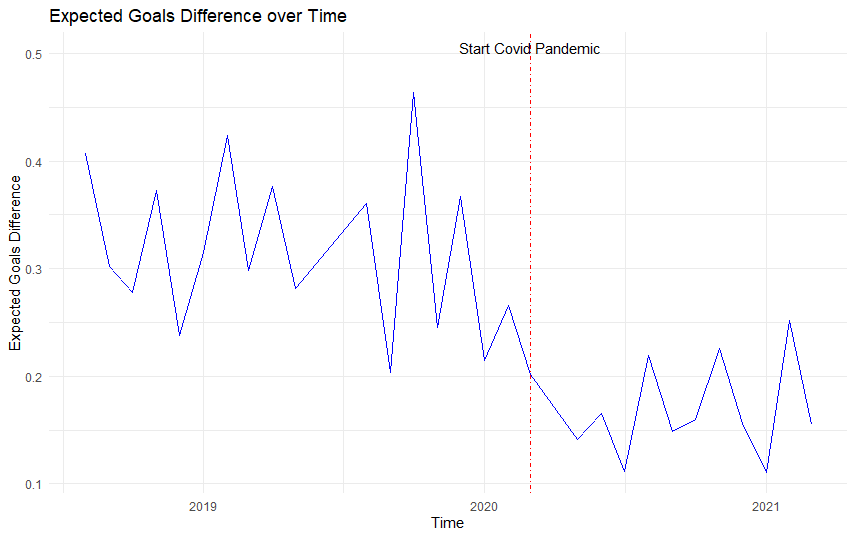 Expected Goals Difference over Time
Start Covid Pandemic
0.5
0.4
0.3
0.2
0.1
Expected Goals Difference
2019
2020
2021
Time